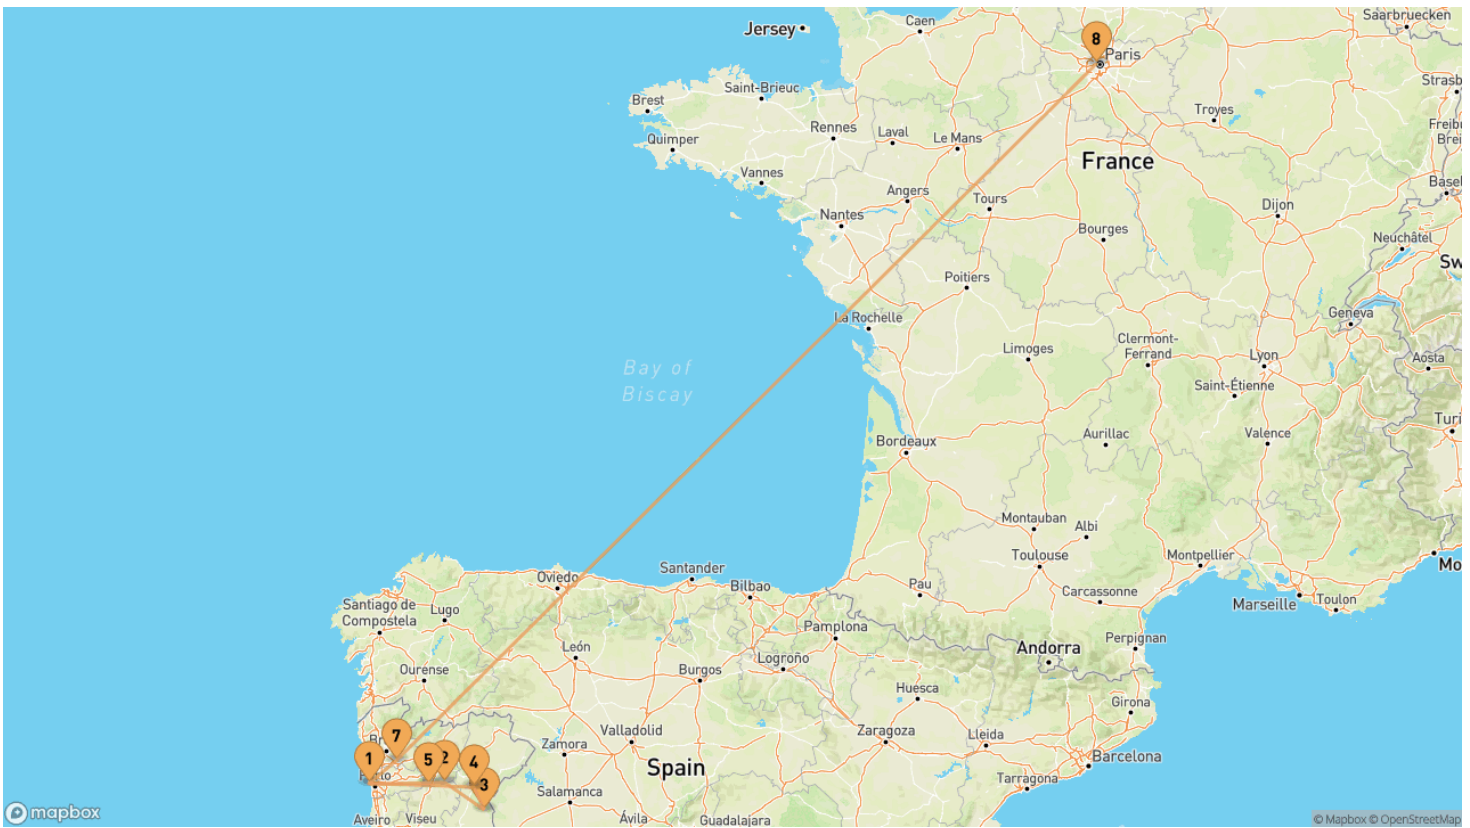 Jersey
Caen
8
Paris
Saarbruecken
Brest
Saint-Brieuc
Strasb
Troyes
Quimper
Rennes
Laval
Le Mans
Freibu
Brei
France
Vannes
Angers
Tours
Basel
Nantes
Dijon
Bourges
Neuchâtel
Poitiers
Sw
La Rochelle
Geneva
Bay of
Biscay
Limoges
Clermont-
Ferrand
Lyon
Aosta
Saint-Étienne
Turi
Bordeaux
Aurillac
Valence
Montauban
Albi
Toulouse
Montpellier
Mo
Oviedo
Santander
Bilbao
Pau
Carcassonne
Marseille
Toulon
Santiago de
Compostela
Lugo
Pamplona
Perpignan
León
Andorra
Ourense
Burgos
Logroño
Huesca
Girona
7
Br
Valladolid
Zaragoza
Lleida
Zamora
Barcelona
1
5
2
4
Spain
3
Tarragona
Salamanca
mapbox
Aveiro
Viseu
Ávila
Guadalajara
© Mapbox © OpenStreetMap